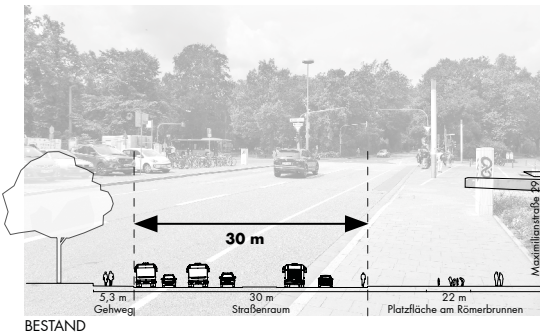 Maximilianstraße 29
30 m
5,3 m
Gehweg
30 m
Straßenraum
22 m
Platzfläche am Römerbrunnen
BESTAND